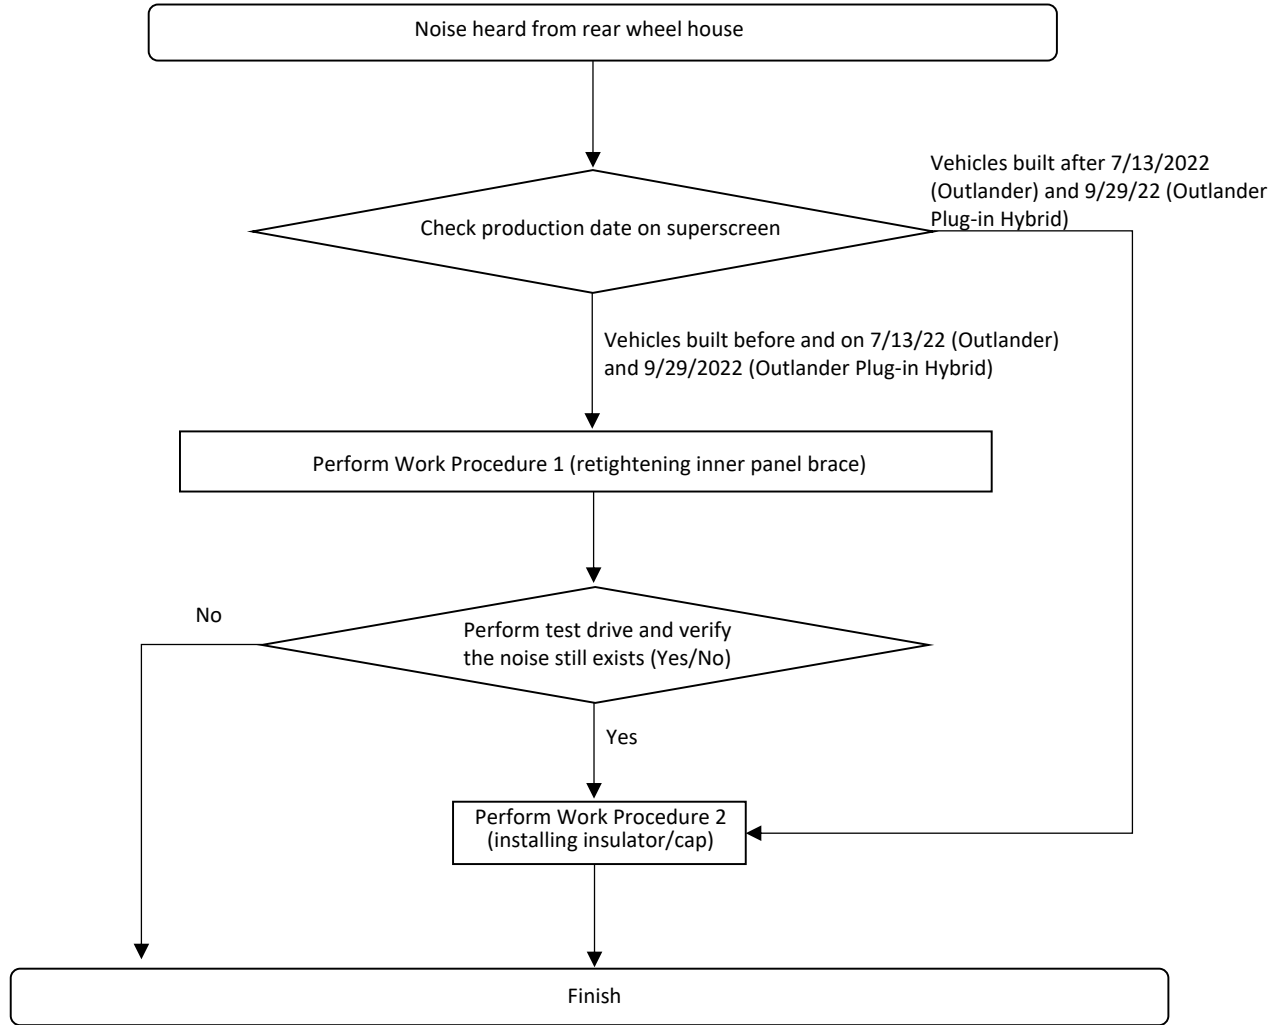 Noise heard from rear wheel house
Vehicles built after 7/13/2022
(Outlander) and 9/29/22 (Outlander
Plug-in Hybrid)
Check production date on superscreen
Vehicles built before and on 7/13/22 (Outlander)
and 9/29/2022 (Outlander Plug-in Hybrid)
Perform Work Procedure 1 (retightening inner panel brace)
No
Perform test drive and verify
the noise still exists (Yes/No)
Yes
Perform Work Procedure 2
(installing insulator/cap)
Finish